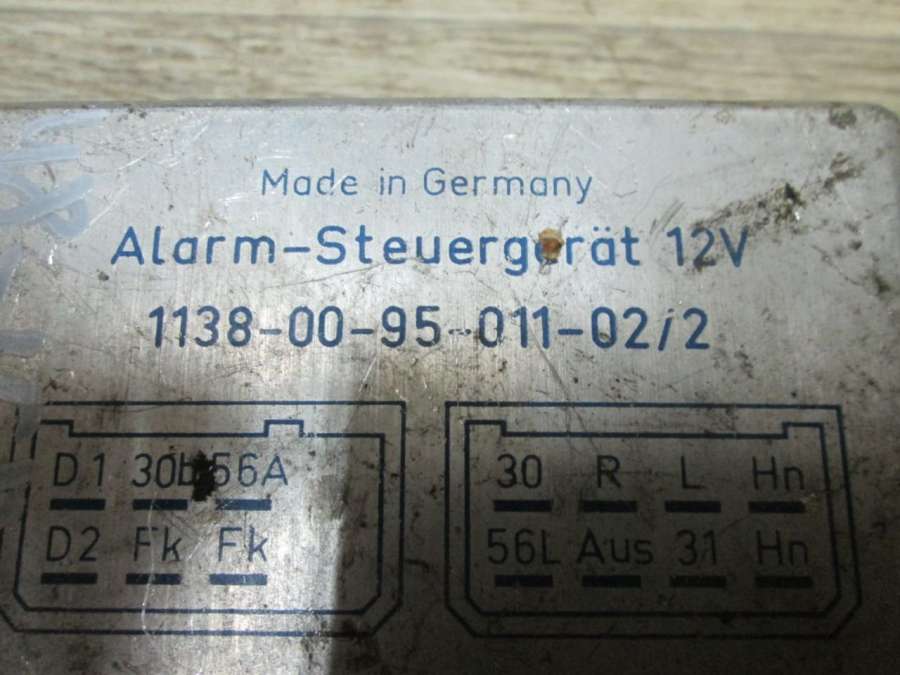 Made in Germany
Alarm-Steuergerät 12V
1138-00-95-011-02/2
D1 30b 56A
D2 Fk Fk
30 R L Hn
56L Aus 31 Hn